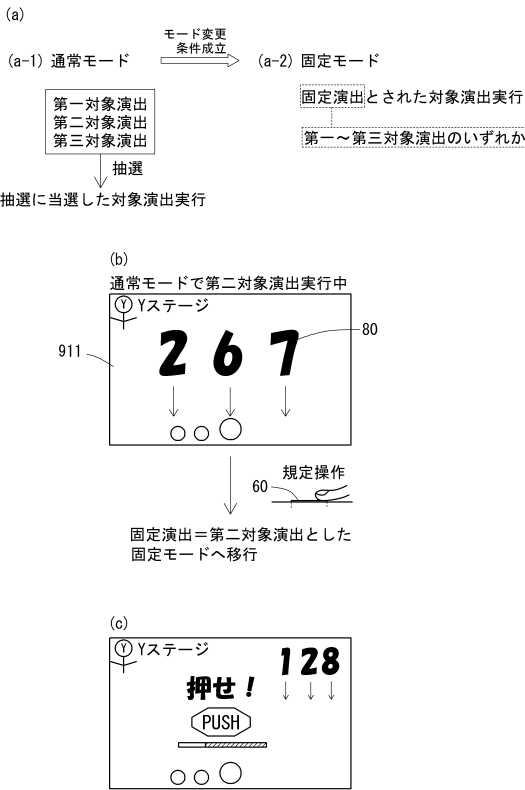 (a)
モード変更
条件成立
(a-1) 通常モード
(a-2) 固定モード
第一対象演出
第二対象演出
第三対象演出
固定演出とされた対象演出実行
第一～第三対象演出のいずれか
抽選
抽選に当選した対象演出実行
(b)
通常モードで第二対象演出実行中
Y Yステージ
911
2 6 7
80
規定操作
60
固定演出＝第二対象演出とした
固定モードへ移行
(c)
Y Yステージ
128
押せ！
PUSH